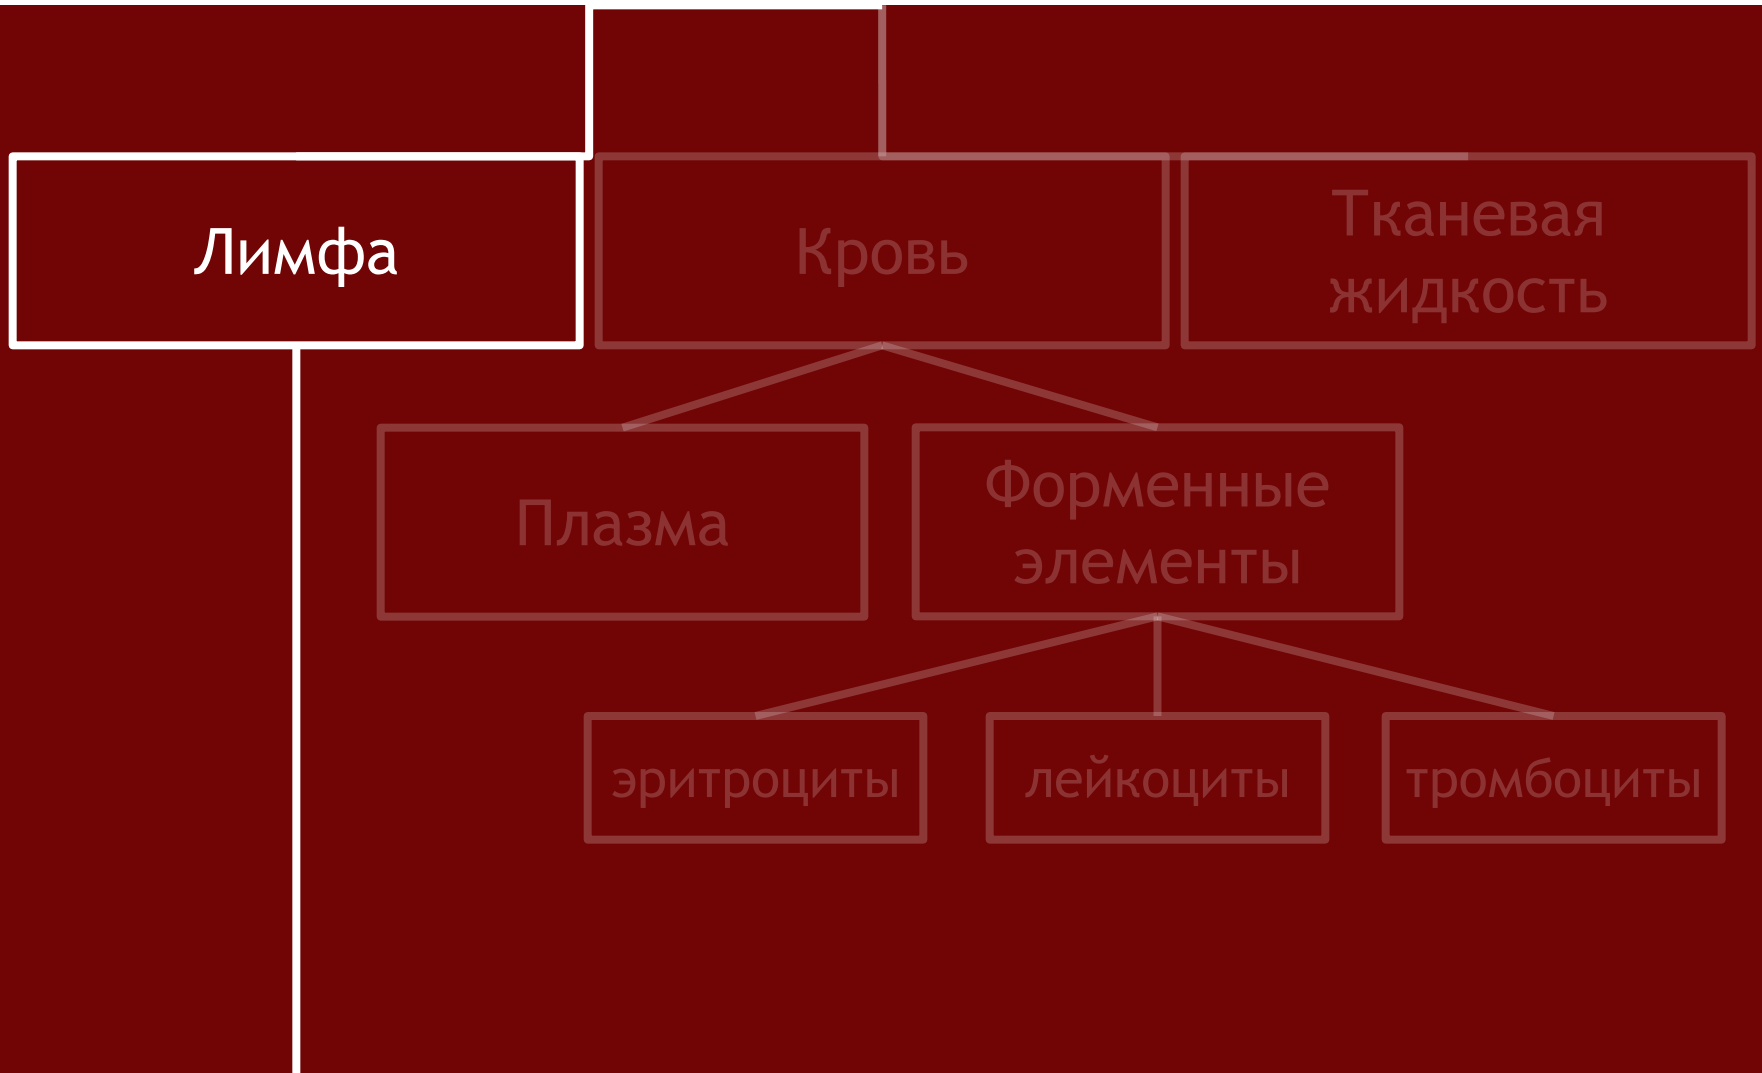 Лимфа
Кровь
Тканевая
жидкость
Плазма
Форменные
элементы
эритроциты
лейкоциты
тромбоциты